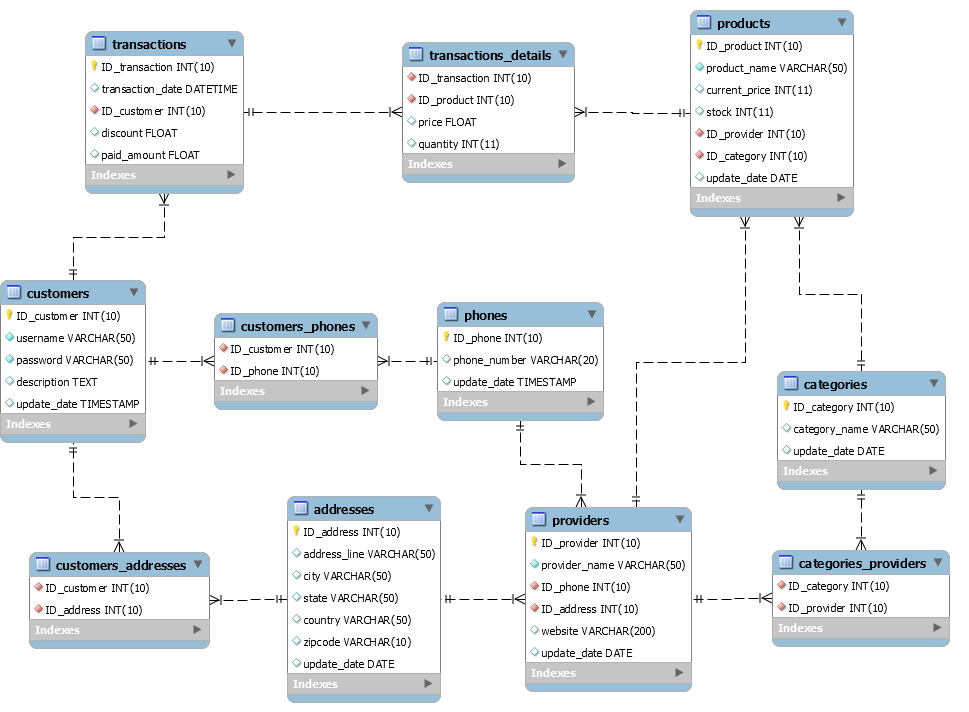 transactions
ID_transaction INT(10)
transaction_date DATETIME
ID_customer INT(10)
discount FLOAT
paid_amount FLOAT
Indexes
transactions_details
ID_transaction INT(10)
ID_product INT(10)
price FLOAT
quantity INT(11)
Indexes
products
ID_product INT(10)
product_name VARCHAR(50)
current_price INT(11)
stock INT(11)
ID_provider INT(10)
ID_category INT(10)
update_date DATE
Indexes
customers
ID_customer INT(10)
username VARCHAR(50)
password VARCHAR(50)
description TEXT
update_date TIMESTAMP
Indexes
customers_phones
ID_customer INT(10)
ID_phone INT(10)
Indexes
phones
ID_phone INT(10)
phone_number VARCHAR(20)
update_date TIMESTAMP
Indexes
categories
ID_category INT(10)
category_name VARCHAR(50)
update_date DATE
Indexes
customers_addresses
ID_customer INT(10)
ID_address INT(10)
Indexes
addresses
ID_address INT(10)
address_line VARCHAR(50)
city VARCHAR(50)
state VARCHAR(50)
country VARCHAR(50)
zipcode VARCHAR(10)
update_date DATE
Indexes
providers
ID_provider INT(10)
provider_name VARCHAR(50)
ID_phone INT(10)
ID_address INT(10)
website VARCHAR(200)
update_date DATE
Indexes
categories_providers
ID_category INT(10)
ID_provider INT(10)
Indexes